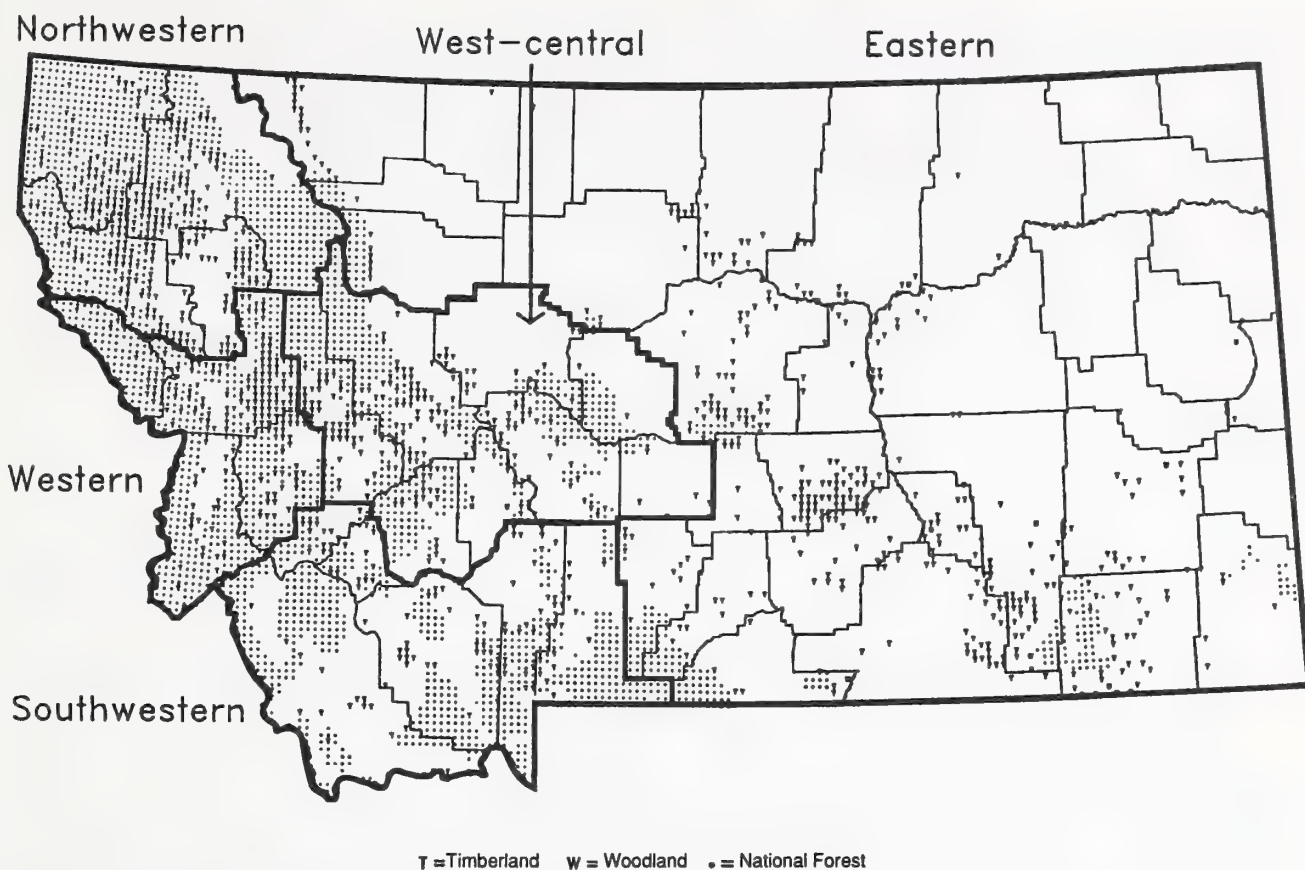 Northwestern
West-central
Eastern
Western
Southwestern
T =Timberland W = Woodland • = National Forest